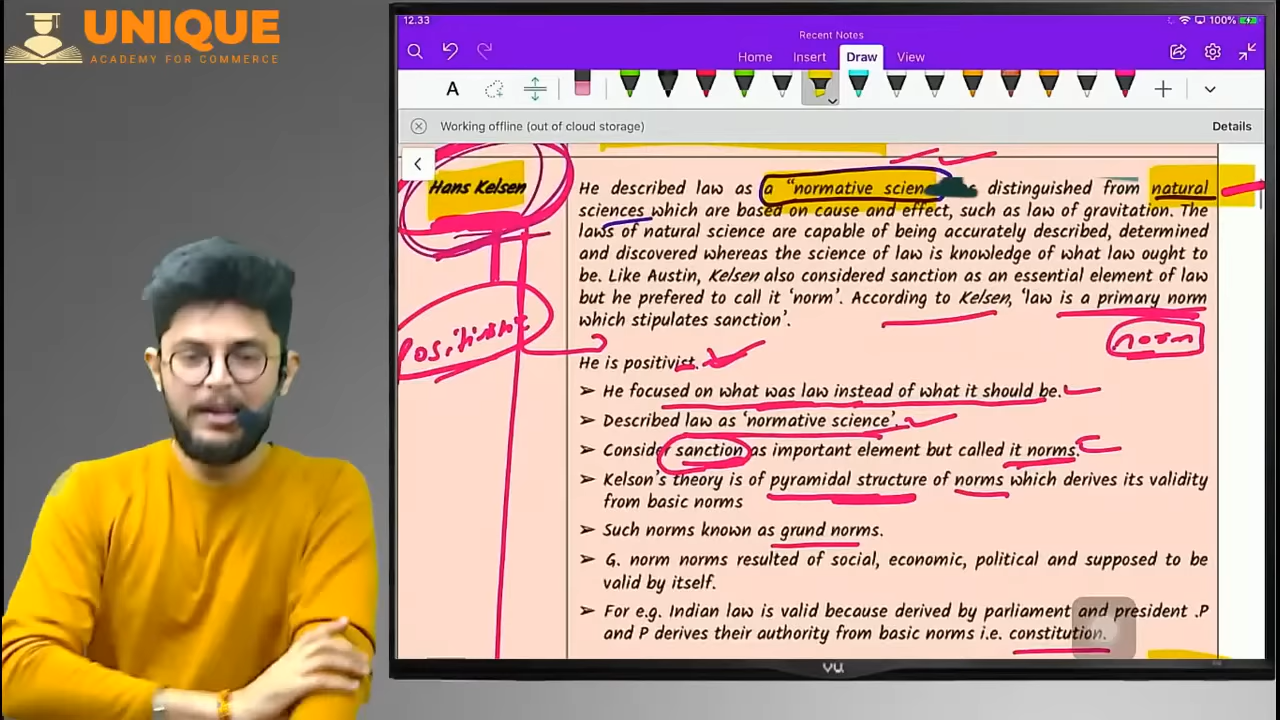 UNIQUE
ACADEMY FOR COMMERCE
12.33
100%
Recent Notes
Home Insert Draw View
A
Working offline (out of cloud storage)
Details
Hans Kelsen
Positivist
He described law as a “normative scien distinguished from natural
sciences which are based on cause and effect, such as law of gravitation. The
laws of natural science are capable of being accurately described, determined
and discovered whereas the science of law is knowledge of what law ought to
be. Like Austin, Kelsen also considered sanction as an essential element of law
but he prefered to call it ‘norm’. According to Kelsen, ‘law is a primary norm
which stipulates sanction’.
norm
He is positivist.
➢ He focused on what was law instead of what it should be.
➢ Described law as ‘normative science’.
➢ Consider sanction as important element but called it norms.
➢ Kelson’s theory is of pyramidal structure of norms which derives its validity
from basic norms
➢ Such norms known as grund norms.
➢ G. norm norms resulted of social, economic, political and supposed to be
valid by itself.
➢ For e.g. Indian law is valid because derived by parliament and president .P
and P derives their authority from basic norms i.e. constitution.
vu